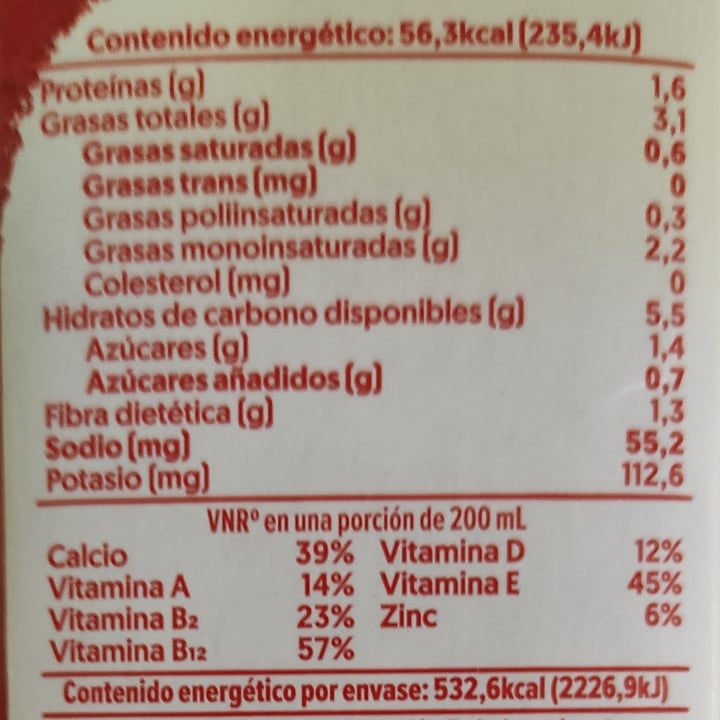 Contenido energético: 56,3kcal (235,4kJ)
Proteínas (g) 1,6
Grasas totales (g) 3,1
Grasas saturadas (g) 0,6
Grasas trans (mg) 0
Grasas poliinsaturadas (g) 0,3
Grasas monoinsaturadas (g) 2,2
Colesterol (mg) 0
Hidratos de carbono disponibles (g) 5,5
Azúcares (g) 1,4
Azúcares añadidos (g) 0,7
Fibra dietética (g) 1,3
Sodio (mg) 55,2
Potasio (mg) 112,6
VNRº en una porción de 200 mL
Calcio 39% Vitamina D 12%
Vitamina A 14% Vitamina E 45%
Vitamina B2 23% Zinc 6%
Vitamina B12 57%
Contenido energético por envase: 532,6kcal (2226,9kJ)